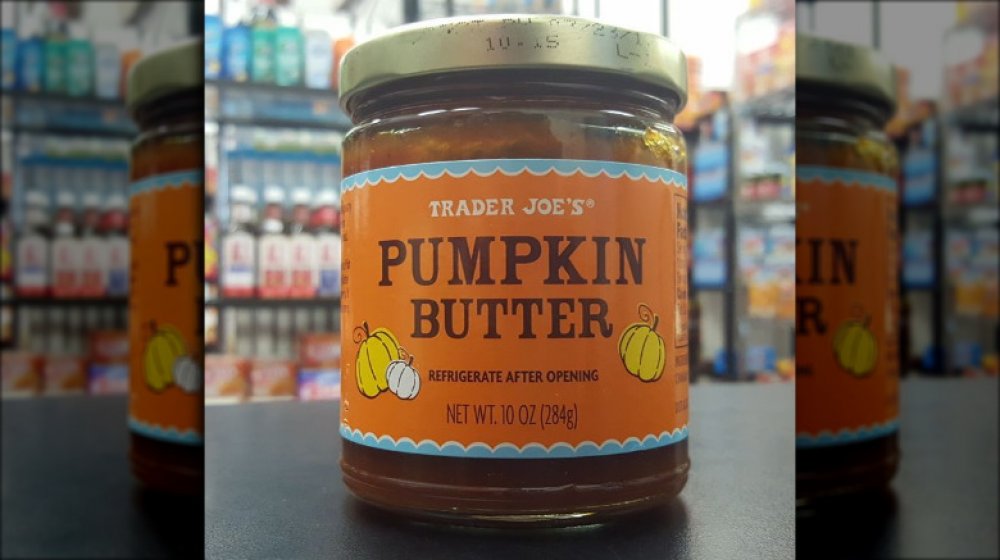 10:15
TRADER JOE'S®
PUMPKIN
BUTTER
REFRIGERATE AFTER OPENING
NET WT. 10 OZ (284g)